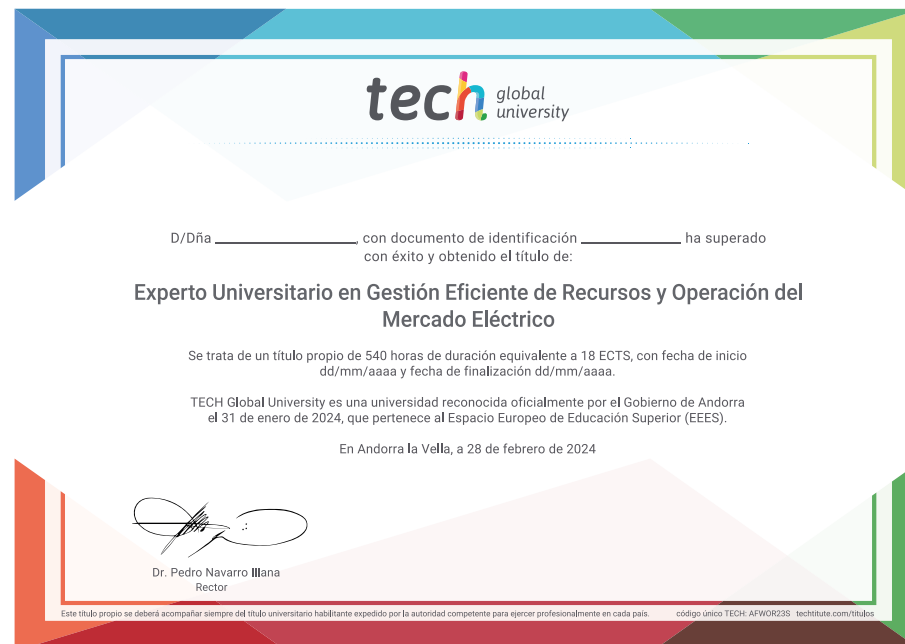 tech global
university
D/Dña ____________________, con documento de identificación ______________ ha superado
con éxito y obtenido el título de:
Experto Universitario en Gestión Eficiente de Recursos y Operación del
Mercado Eléctrico
Se trata de un título propio de 540 horas de duración equivalente a 18 ECTS, con fecha de inicio
dd/mm/aaaa y fecha de finalización dd/mm/aaaa.
TECH Global University es una universidad reconocida oficialmente por el Gobierno de Andorra
el 31 de enero de 2024, que pertenece al Espacio Europeo de Educación Superior (EEES).
En Andorra la Vella, a 28 de febrero de 2024
Dr. Pedro Navarro Illana
Rector
Este título propio se deberá acompañar siempre del título universitario habilitante expedido por la autoridad competente para ejercer profesionalmente en cada país. código único TECH: AFWOR23S techtitute.com/titulos